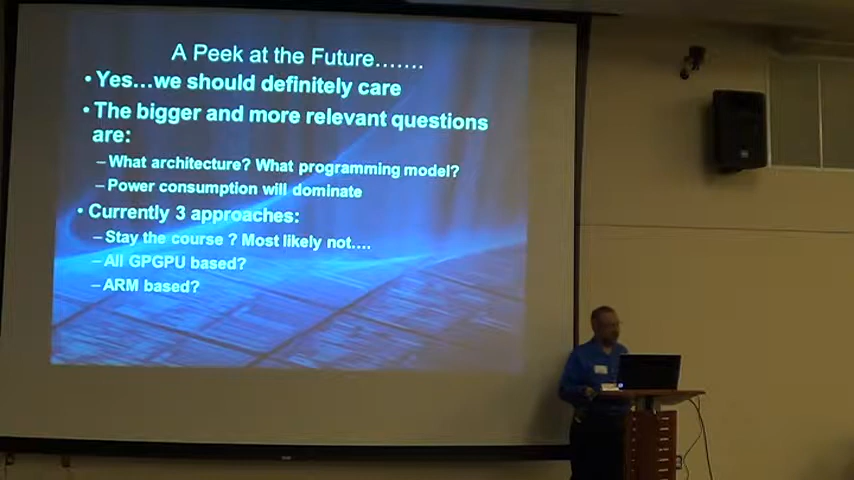 A Peek at the Future…….
• Yes…we should definitely care
• The bigger and more relevant questions
are:
– What architecture? What programming model?
– Power consumption will dominate
• Currently 3 approaches:
– Stay the course ? Most likely not….
– All GPGPU based?
– ARM based?